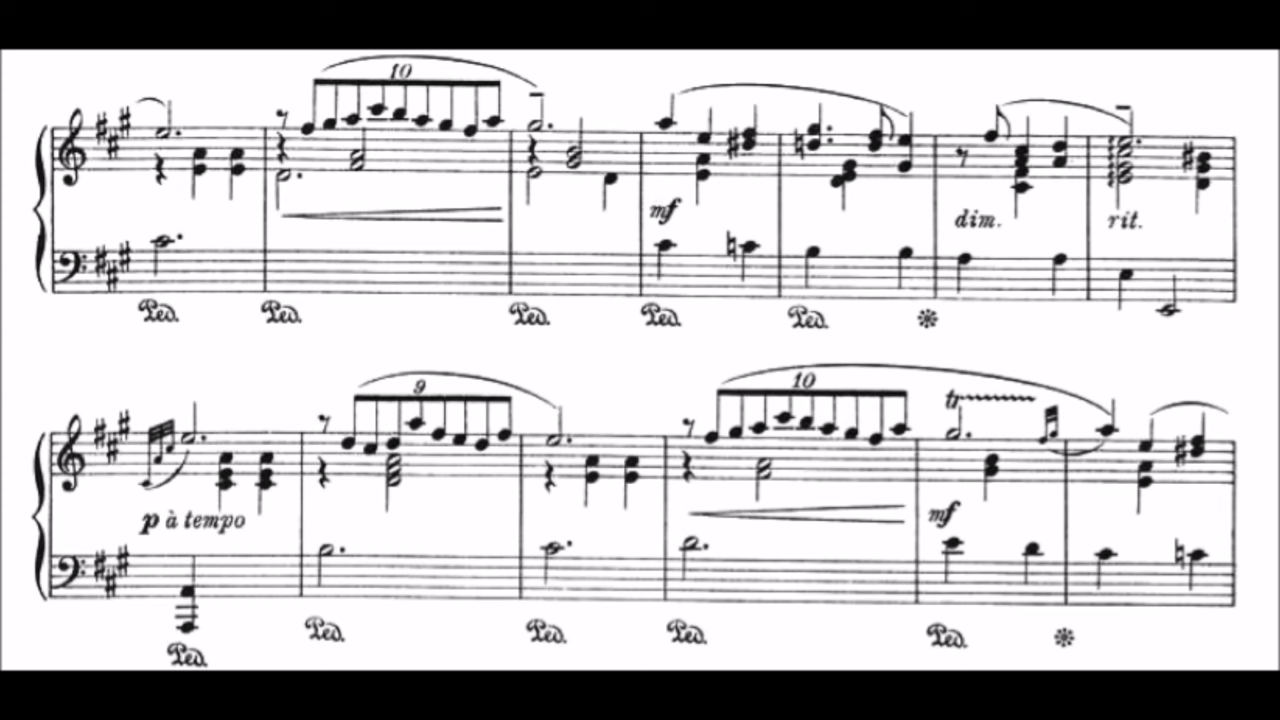 10
mf
dim. rit.
Ped. Ped. Ped. Ped. Ped.
9 10
tr
p à tempo mf
Ped. Ped. Ped. Ped. Ped.